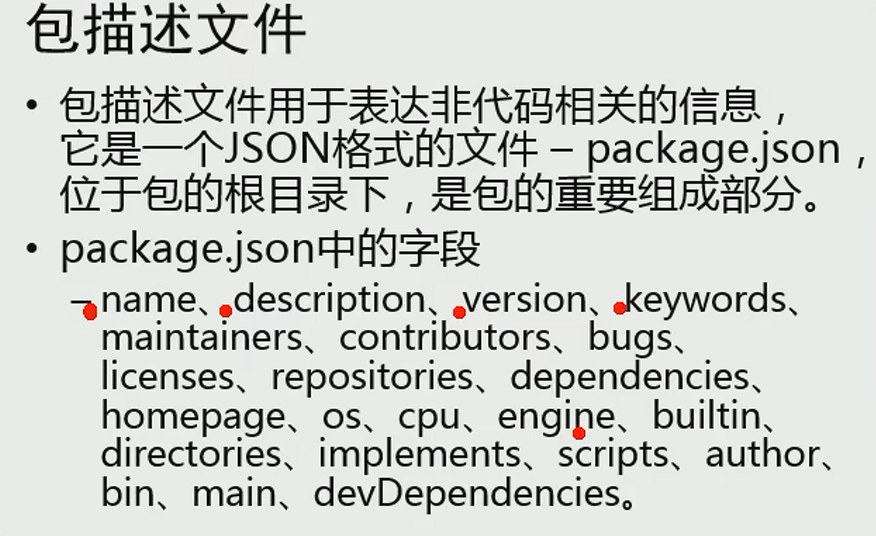 包描述文件
• 包描述文件用于表达非代码相关的信息，
它是一个JSON格式的文件 – package.json，
位于包的根目录下，是包的重要组成部分。
• package.json中的字段
– name、description、version、keywords、
maintainers、contributors、bugs、
licenses、repositories、dependencies、
homepage、os、cpu、engine、builtin、
directories、implements、scripts、author、
bin、main、devDependencies。